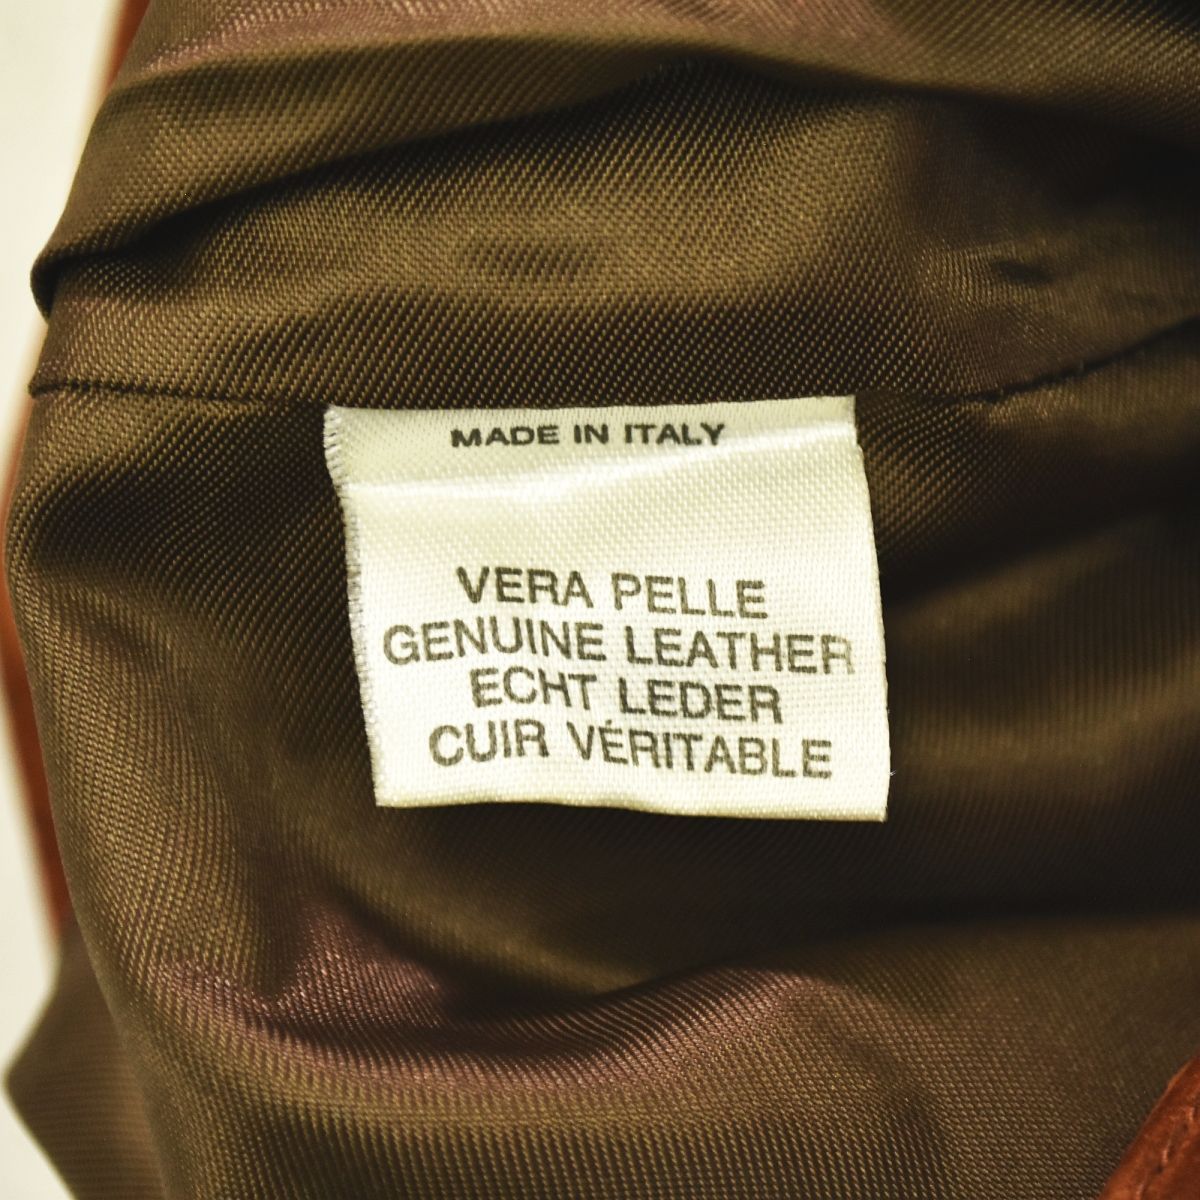 MADE IN ITALY
VERA PELLE
GENUINE LEATHER
ECHT LEDER
CUIR VÉRITABLE